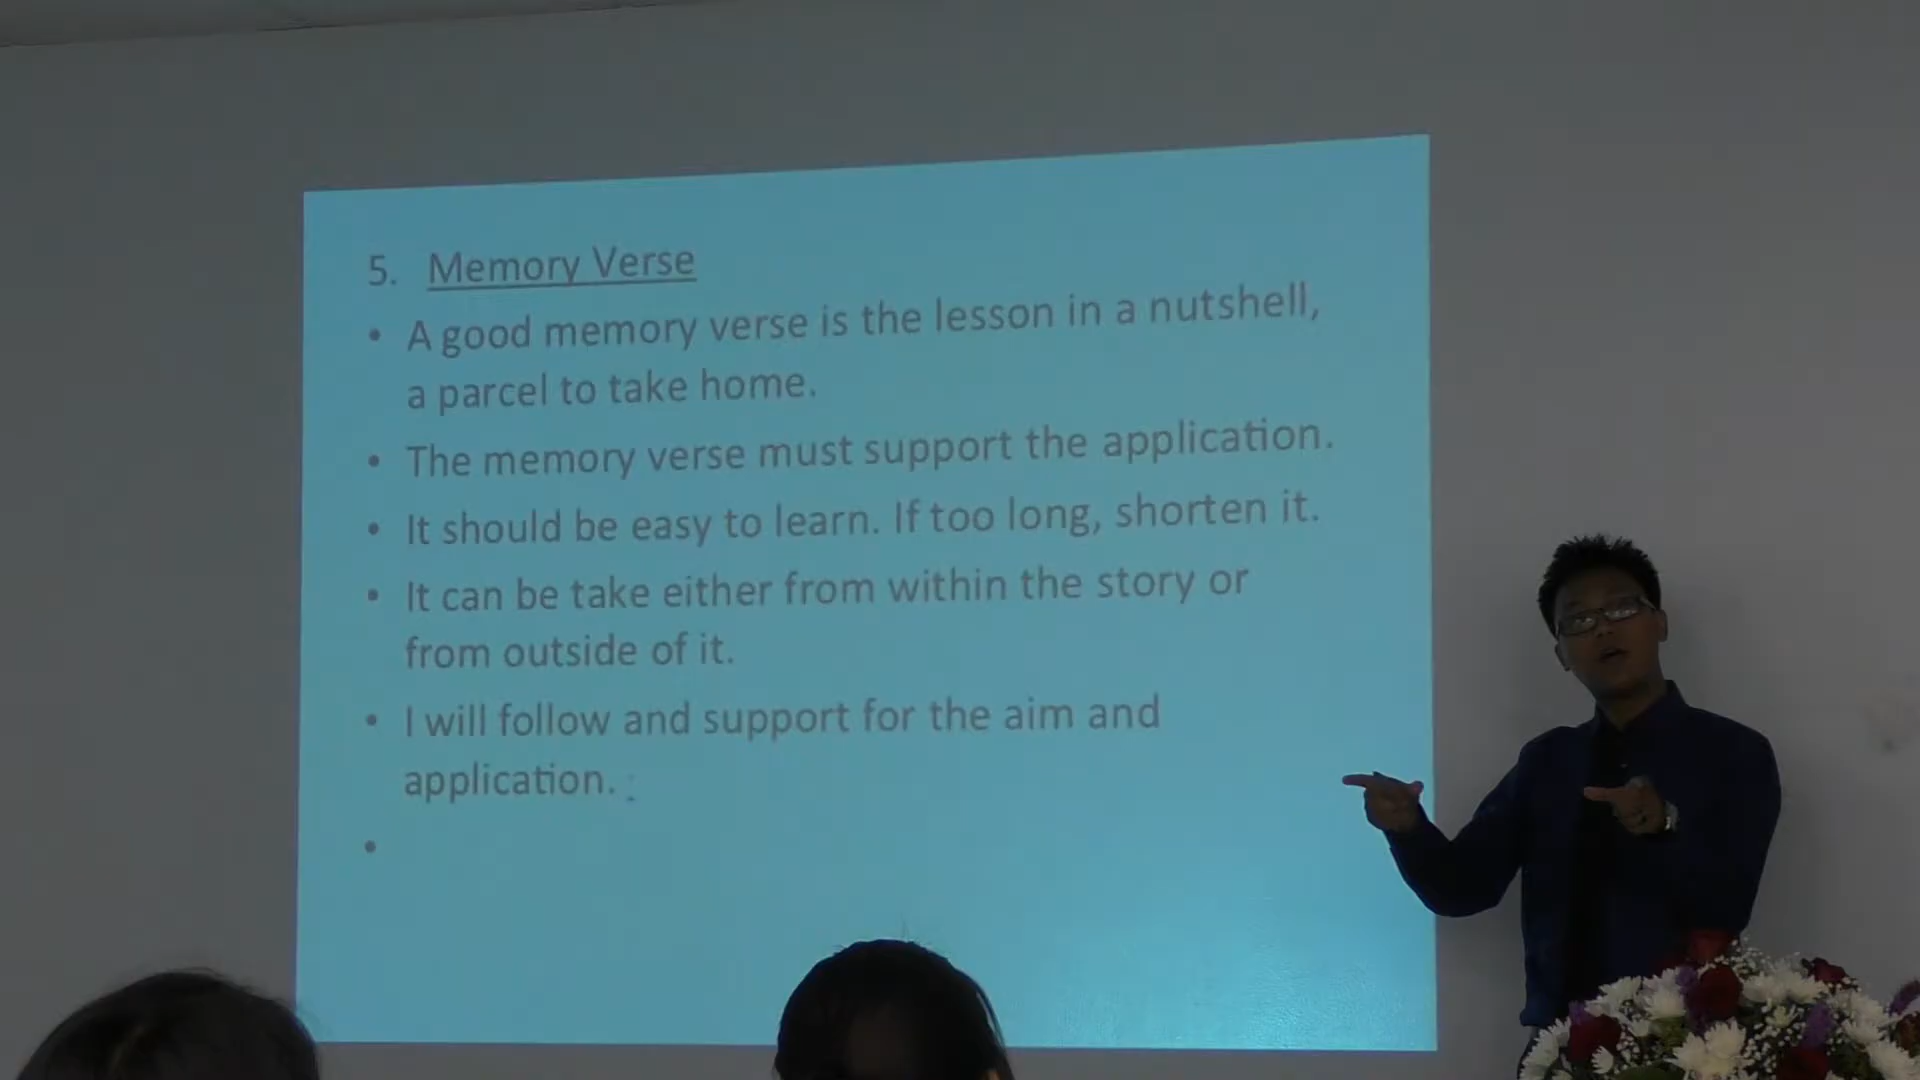 5. Memory Verse
• A good memory verse is the lesson in a nutshell,
a parcel to take home.
• The memory verse must support the application.
• It should be easy to learn. If too long, shorten it.
• It can be take either from within the story or
from outside of it.
• I will follow and support for the aim and
application. :
•